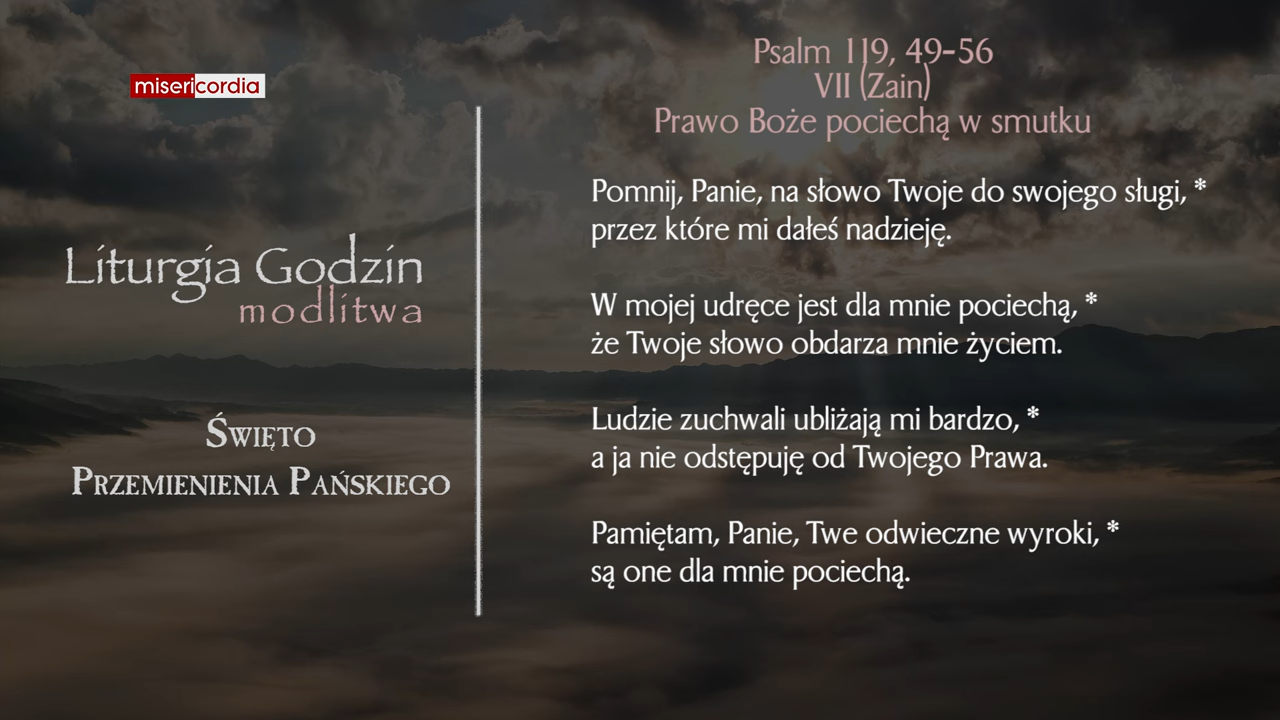 misericordia
Liturgia Godzin
modlitwa
Święto
Przemienienia Pańskiego
Psalm 119, 49-56
VII (Zain)
Prawo Boże pociechą w smutku
Pomnij, Panie, na słowo Twoje do swojego sługi, *
przez które mi dałeś nadzieję.
W mojej udręce jest dla mnie pociechą, *
że Twoje słowo obdarza mnie życiem.
Ludzie zuchwali ubliżają mi bardzo, *
a ja nie odstępuję od Twojego Prawa.
Pamiętam, Panie, Twe odwieczne wyroki, *
są one dla mnie pociechą.